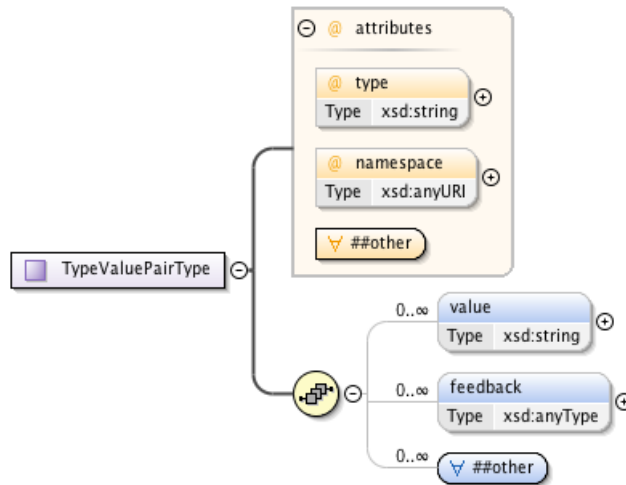 @ attributes
@ type
Type xsd:string
@ namespace
Type xsd:anyURI
∀ ##other
TypeValuePairType
0..∞ value
Type xsd:string
0..∞ feedback
Type xsd:anyType
0..∞ ∀ ##other